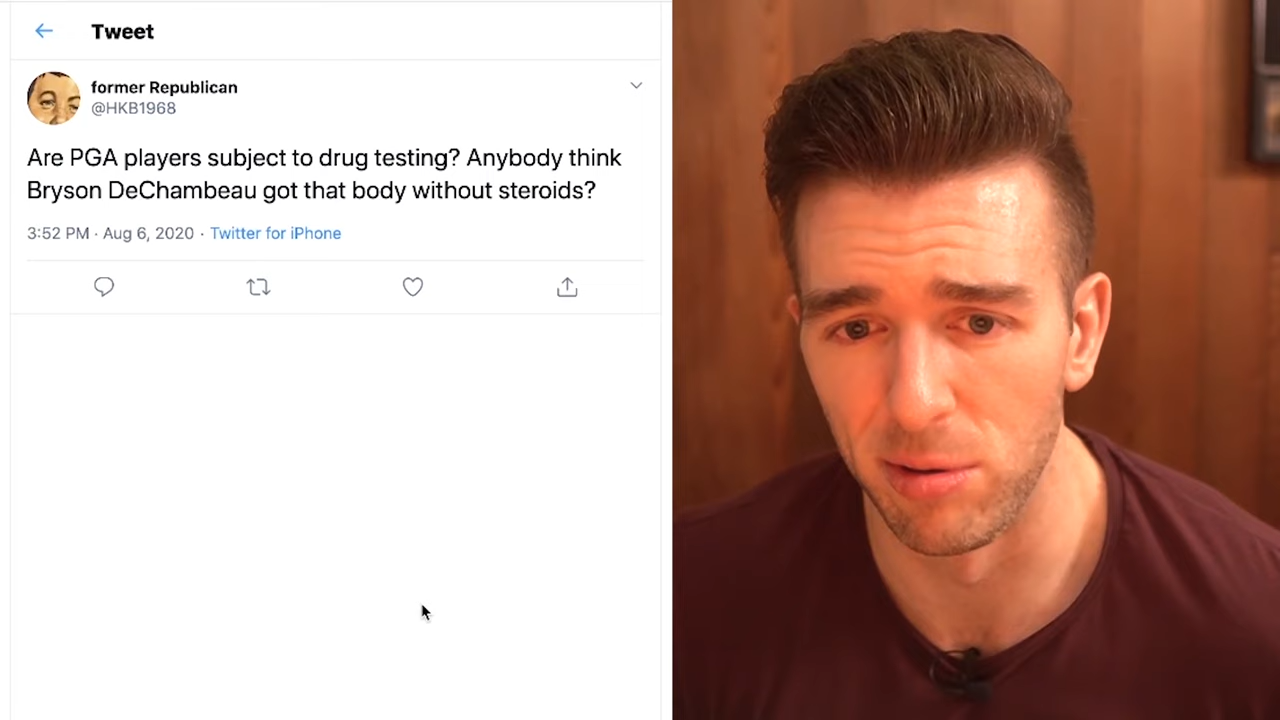 Tweet
former Republican
@HKB1968
Are PGA players subject to drug testing? Anybody think
Bryson DeChambeau got that body without steroids?
3:52 PM · Aug 6, 2020 · Twitter for iPhone